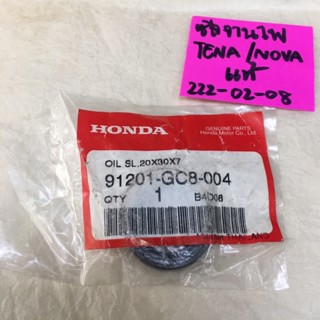 ซีลจานไฟ
TENA/NOVA
แท้
222-02-08
HONDA
GENUINE PARTS
Honda Motor Co., Ltd.
OIL SL.20X30X7
91201-GC8-004
QTY 1
THAILAND